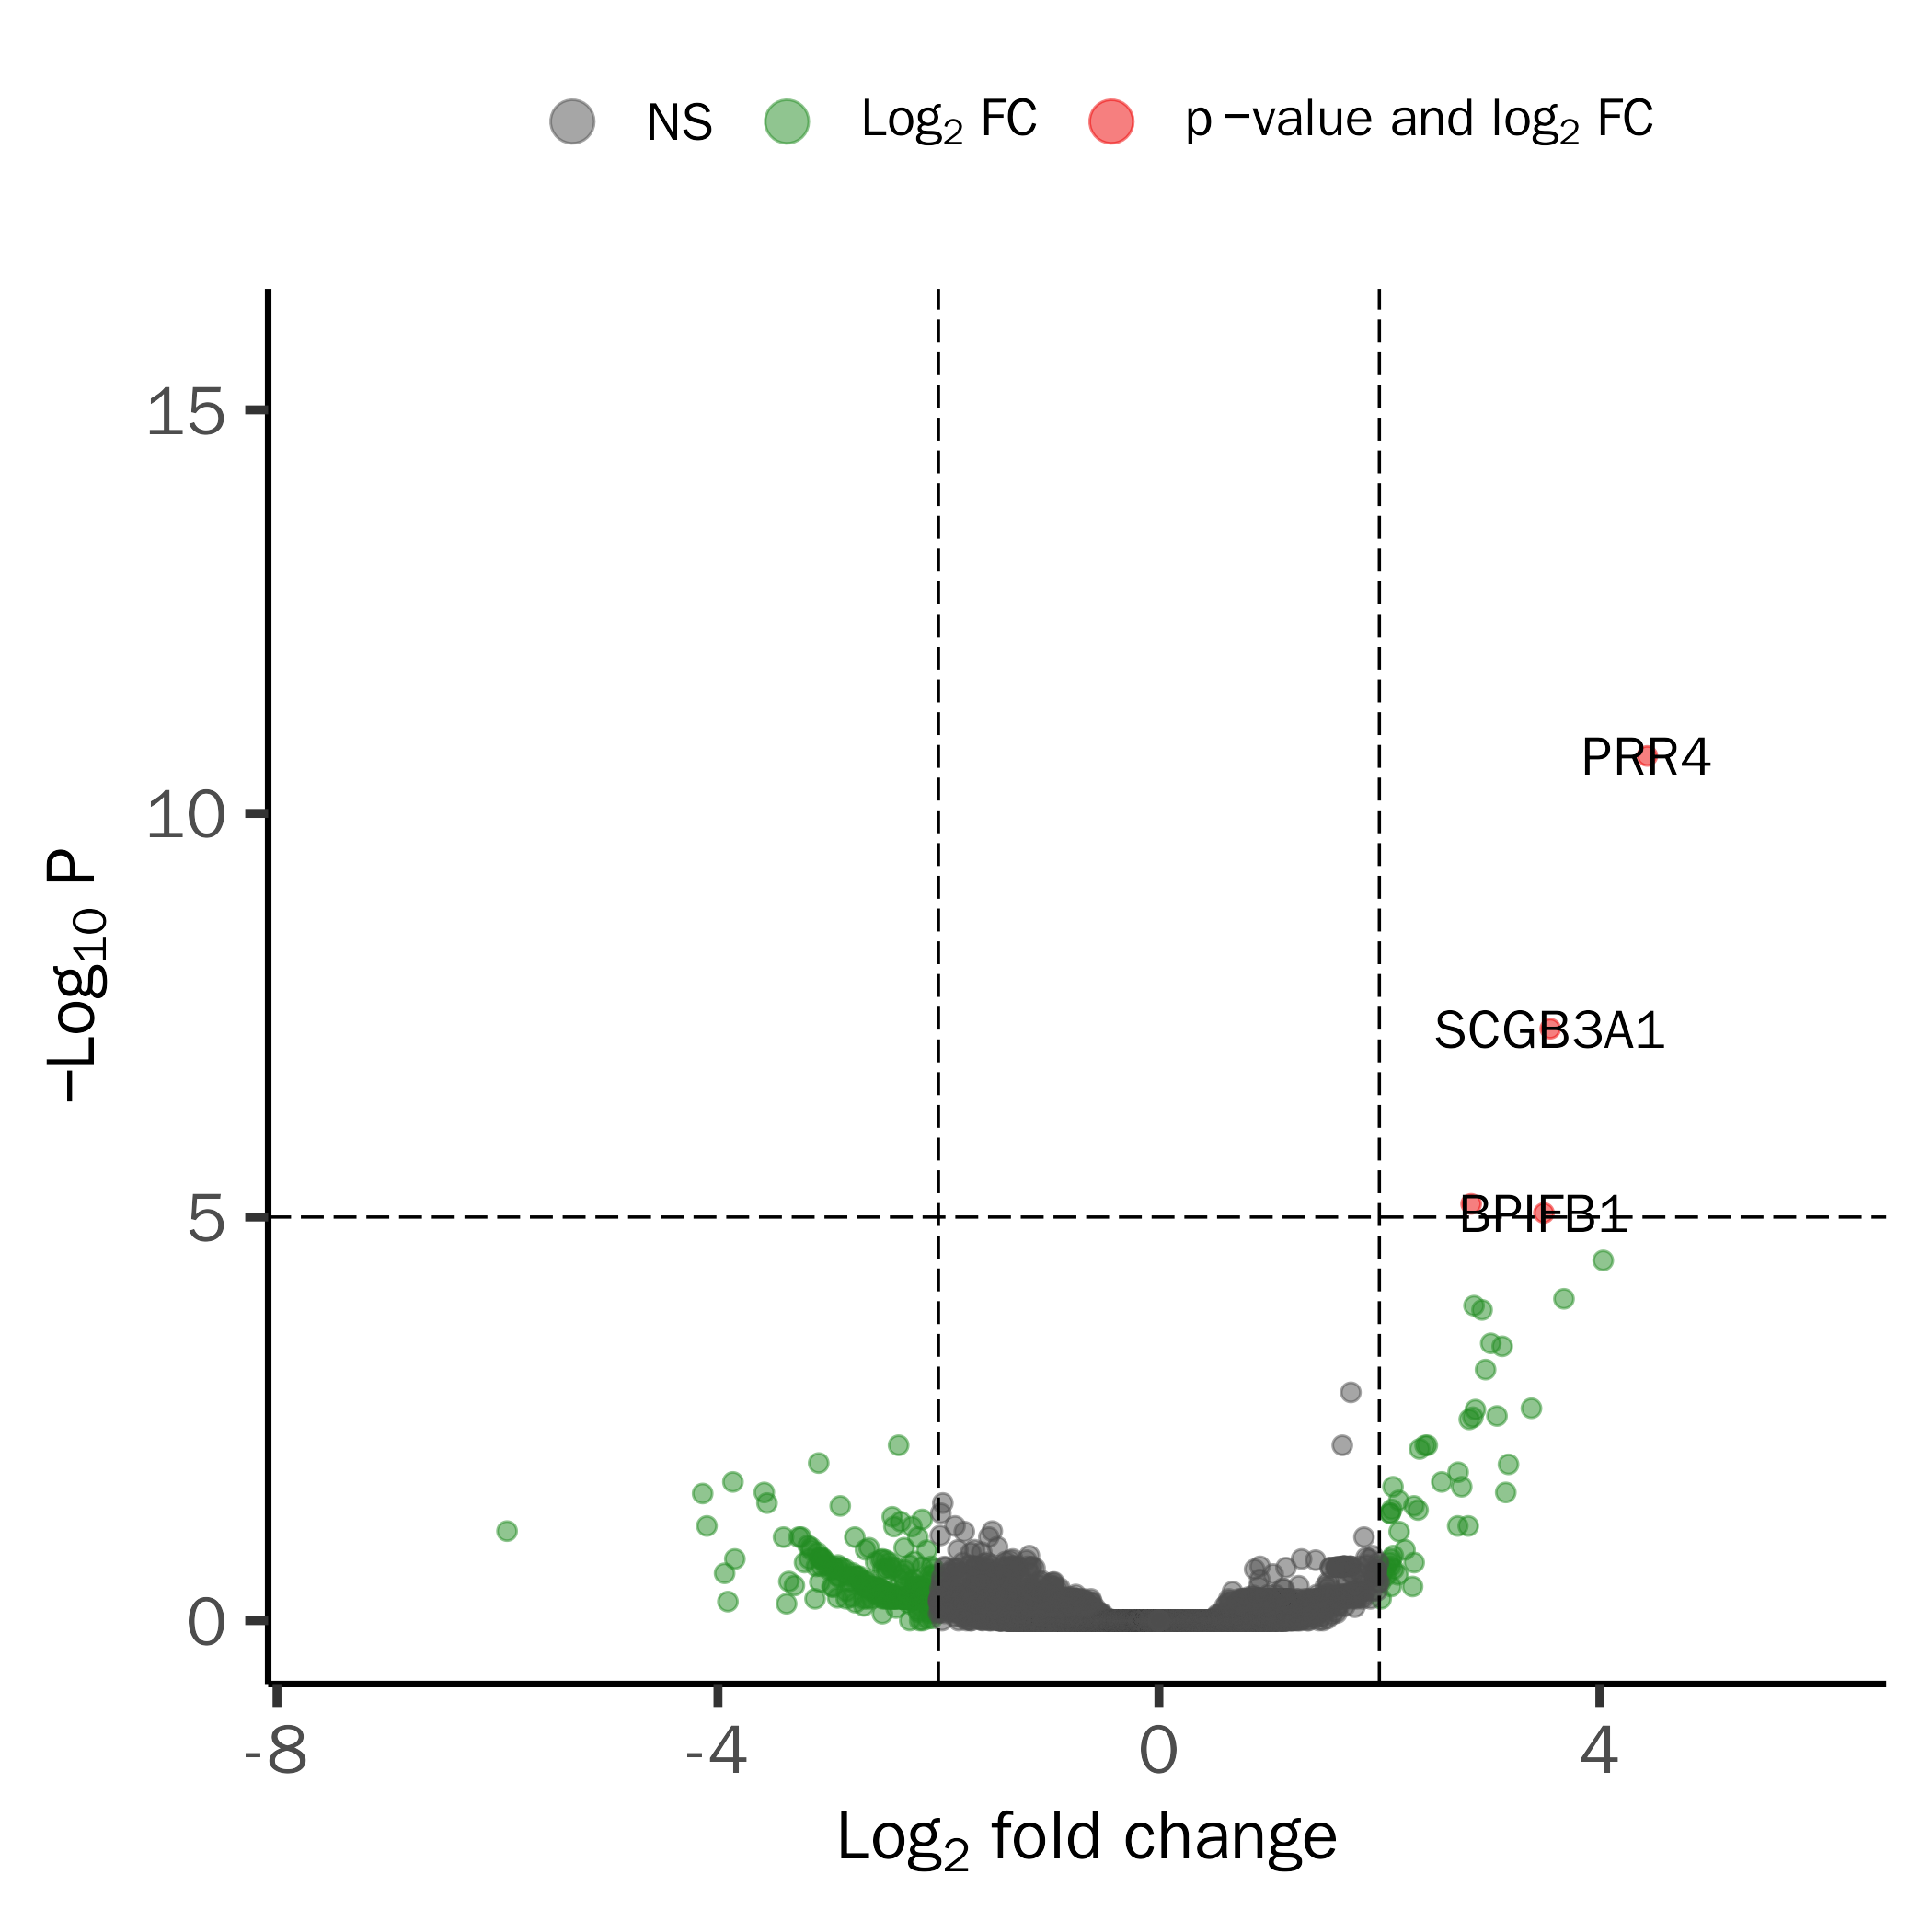 NS Log₂ FC p −value and log₂ FC
15
10
5
0
−Log₁₀ P
PRR4
SCGB3A1
BPIFB1
-8 -4 0 4
Log₂ fold change